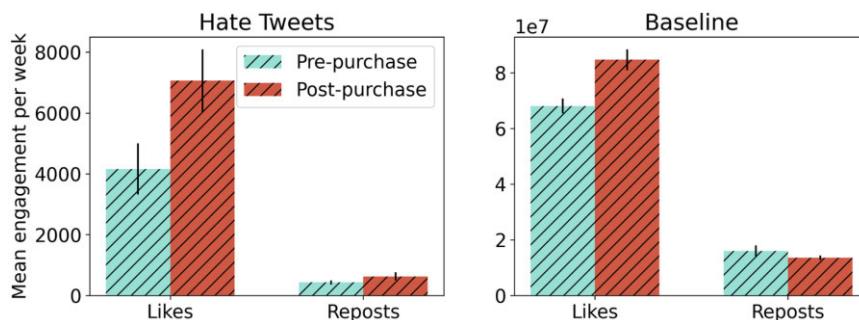 Hate Tweets
Mean engagement per week
8000
6000
4000
2000
0
Pre-purchase
Post-purchase
Likes
Reposts
Baseline
1e7
8
6
4
2
0
Likes
Reposts